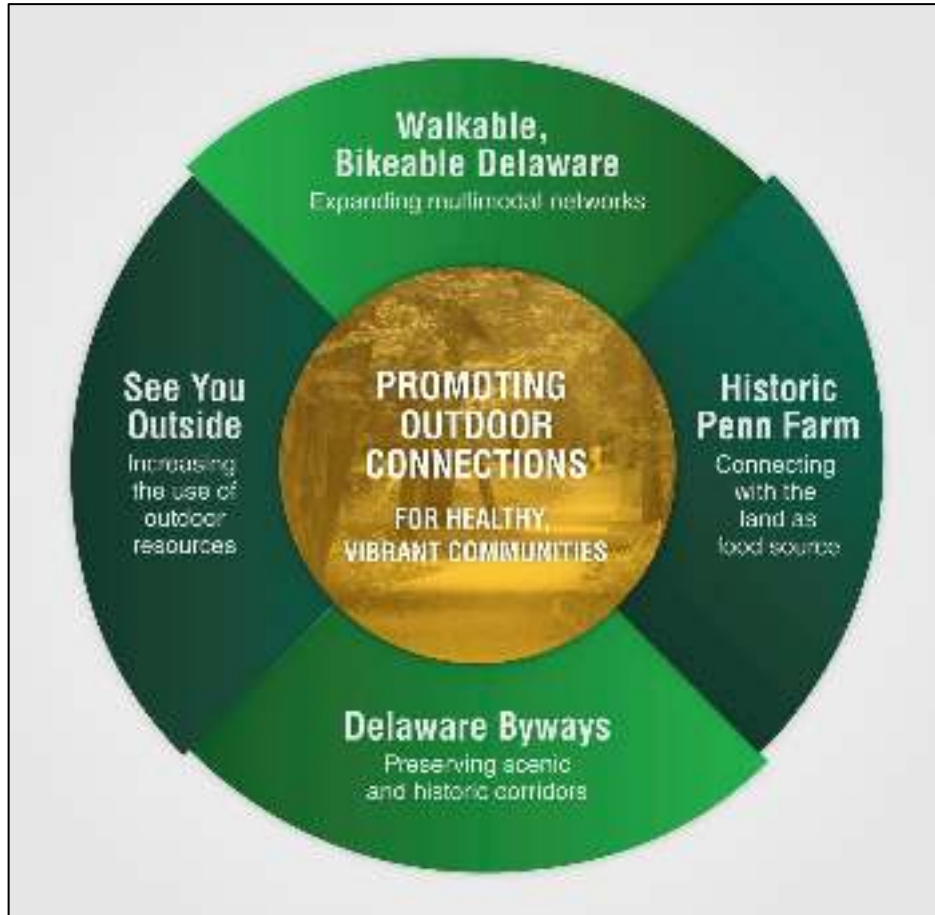 Walkable,
Bikeable Delaware
Expanding multimodal networks
See You
Outside
Increasing
the use of
outdoor
resources
PROMOTING
OUTDOOR
CONNECTIONS
FOR HEALTHY,
VIBRANT COMMUNITIES
Historic
Penn Farm
Connecting
with the
land as
food source
Delaware Byways
Preserving scenic
and historic corridors